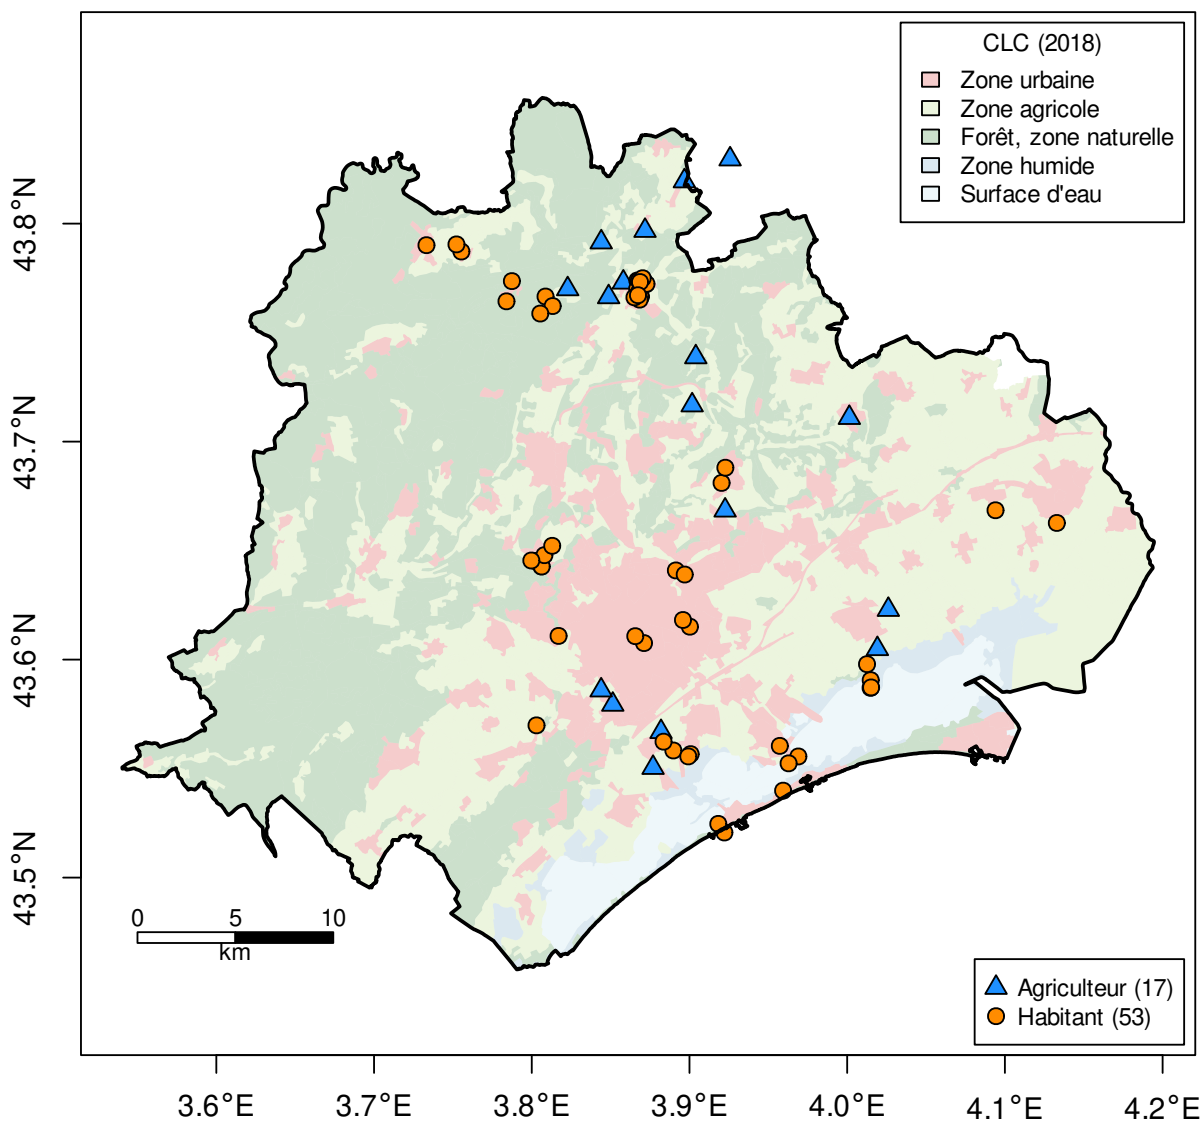 CLC (2018)
Zone urbaine
Zone agricole
Forêt, zone naturelle
Zone humide
Surface d'eau
43.8°N
43.7°N
43.6°N
43.5°N
0 5 10
km
Agriculteur (17)
Habitant (53)
3.6°E 3.7°E 3.8°E 3.9°E 4.0°E 4.1°E 4.2°E